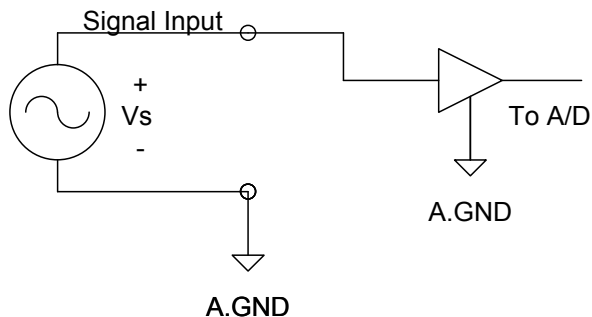 Signal Input
+
Vs
-
To A/D
A.GND
A.GND